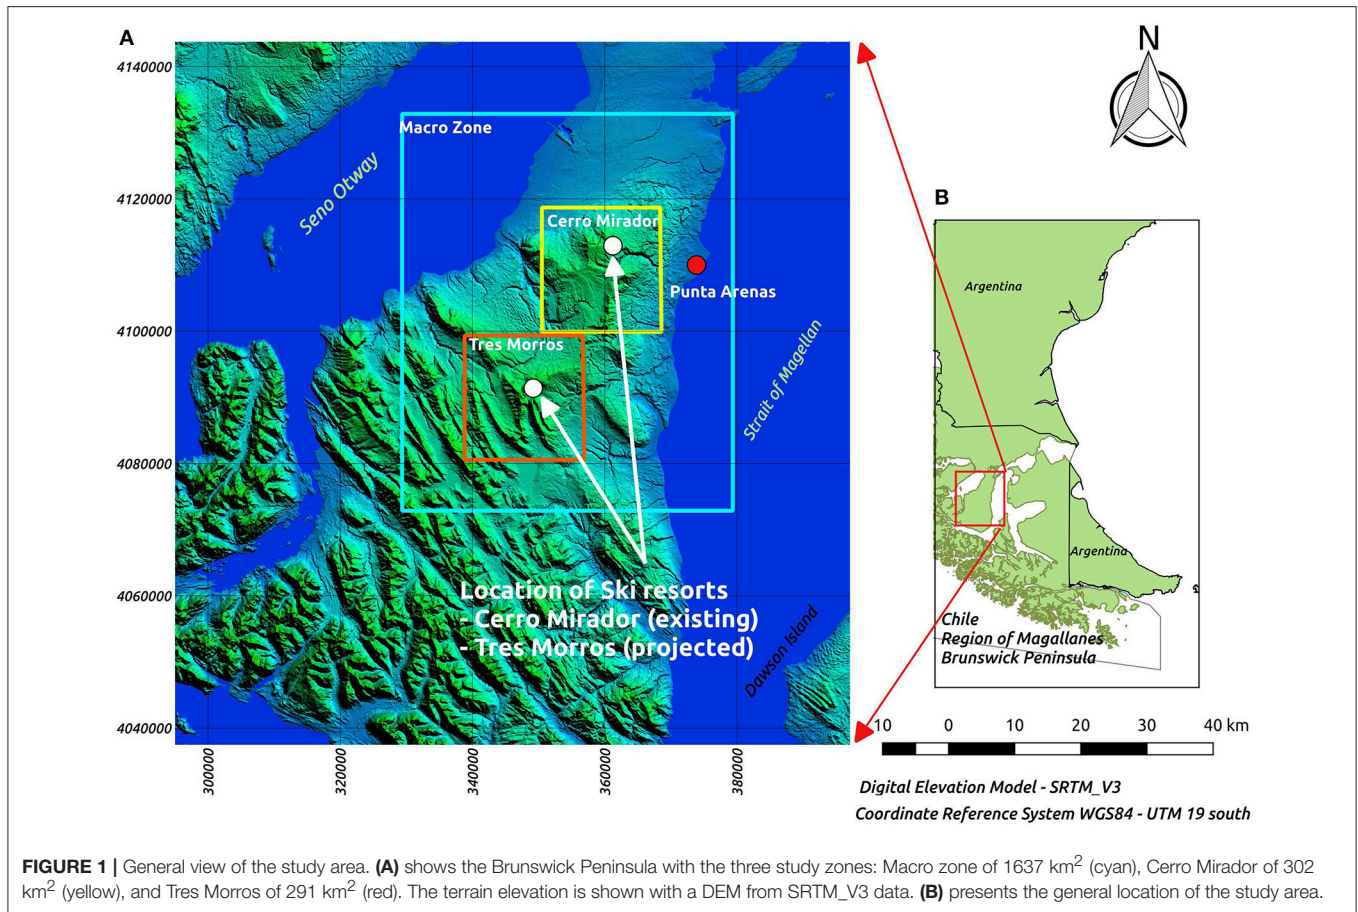 A
N
4140000
4120000
4100000
4080000
4060000
4040000
300000
320000
340000
360000
380000
Macro Zone
Seno Otway
Cerro Mirador
Punta Arenas
Tres Morros
Strait of Magellan
Location of Ski resorts
- Cerro Mirador (existing)
- Tres Morros (projected)
Dawson Island
B
Argentina
Argentina
Chile
Region of Magallanes
Brunswick Peninsula
10 0 10 20 30 40 km
Digital Elevation Model - SRTM_V3
Coordinate Reference System WGS84 - UTM 19 south
FIGURE 1 | General view of the study area. (A) shows the Brunswick Peninsula with the three study zones: Macro zone of 1637 km² (cyan), Cerro Mirador of 302
km² (yellow), and Tres Morros of 291 km² (red). The terrain elevation is shown with a DEM from SRTM_V3 data. (B) presents the general location of the study area.